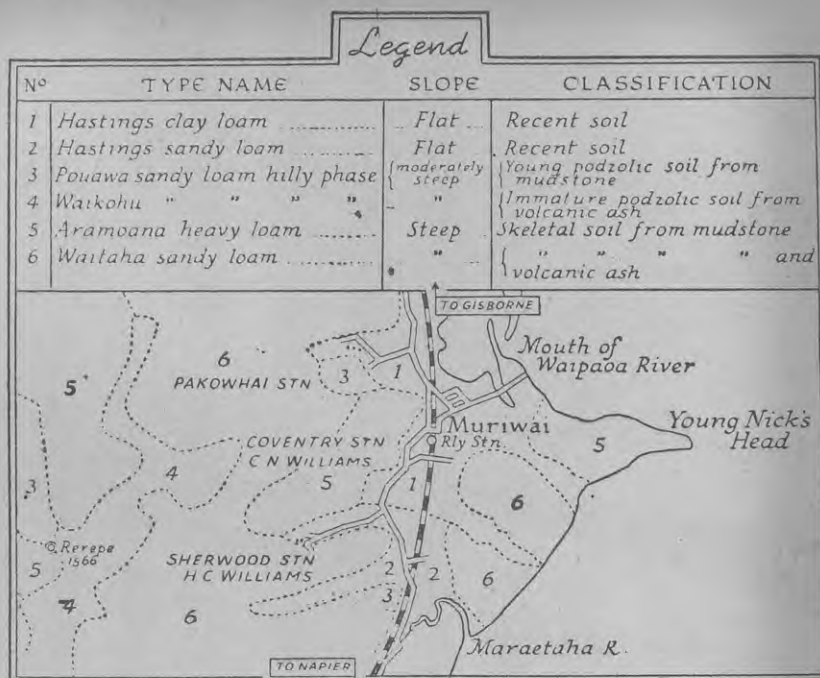 Legend
No TYPE NAME SLOPE CLASSIFICATION
1 Hastings clay loam Flat Recent soil
2 Hastings sandy loam Flat Recent soil
3 Pouawa sandy loam hilly phase {moderately steep {Young podzolic soil from mudstone
4 Waikohu " " " " " {Immature podzolic soil from volcanic ash
5 Aramoana heavy loam Steep Skeletal soil from mudstone
6 Waitaha sandy loam " { " " " " and volcanic ash
TO GISBORNE
Mouth of
Waipaoa River
6
5
PAKOWHAI STN
3
1
Muriwai
Rly Stn.
Young Nick's
Head
COVENTRY STN
C N WILLIAMS
5
4
5
1
3
6
Rerepe
1566
SHERWOOD STN
H C WILLIAMS
5
2
2
6
3
4
6
Maraetaha R.
TO NAPIER